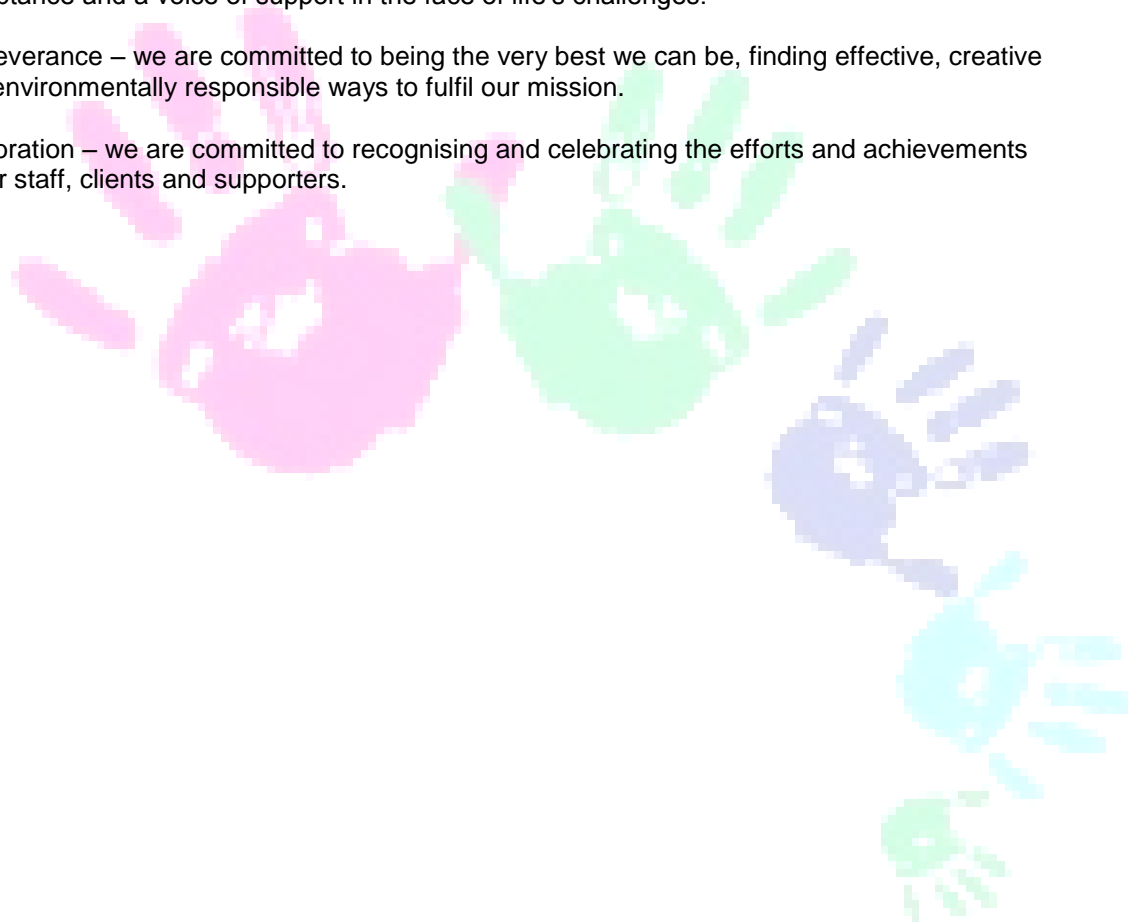 ptance and a voice of support in the face of life's challenges.
everance – we are committed to being the very best we can be, finding effective, creative
environmentally responsible ways to fulfil our mission.
oration – we are committed to recognising and celebrating the efforts and achievements
r staff, clients and supporters.